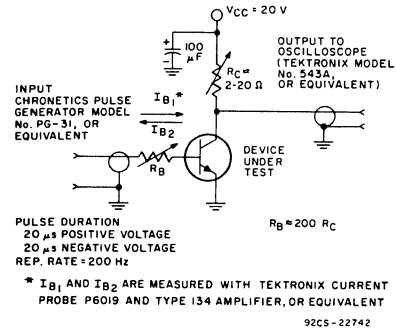 VCC = 20 V
+
100
µF
–
RC≈
2-20 Ω
OUTPUT TO
OSCILLOSCOPE
(TEKTRONIX MODEL
No. 543A,
OR EQUIVALENT)
INPUT
CHRONETICS PULSE
GENERATOR MODEL
No. PG-31, OR
EQUIVALENT
IB1*
IB2
RB
DEVICE
UNDER
TEST
RB≈200 RC
PULSE DURATION
20 µs POSITIVE VOLTAGE
20 µs NEGATIVE VOLTAGE
REP. RATE = 200 Hz
* IB1 AND IB2 ARE MEASURED WITH TEKTRONIX CURRENT
PROBE P6019 AND TYPE 134 AMPLIFIER, OR EQUIVALENT
92CS-22742